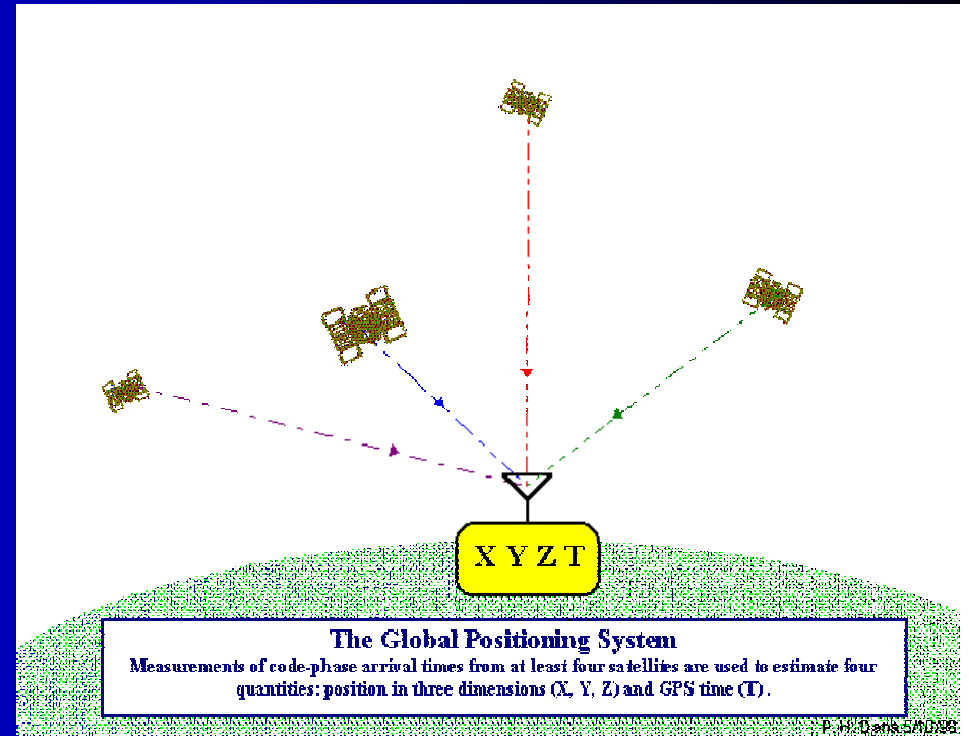 X Y Z T
The Global Positioning System
Measurements of code-phase arrival times from at least four satellites are used to estimate four
quantities: position in three dimensions (X, Y, Z) and GPS time (T) .
P. H. Dana